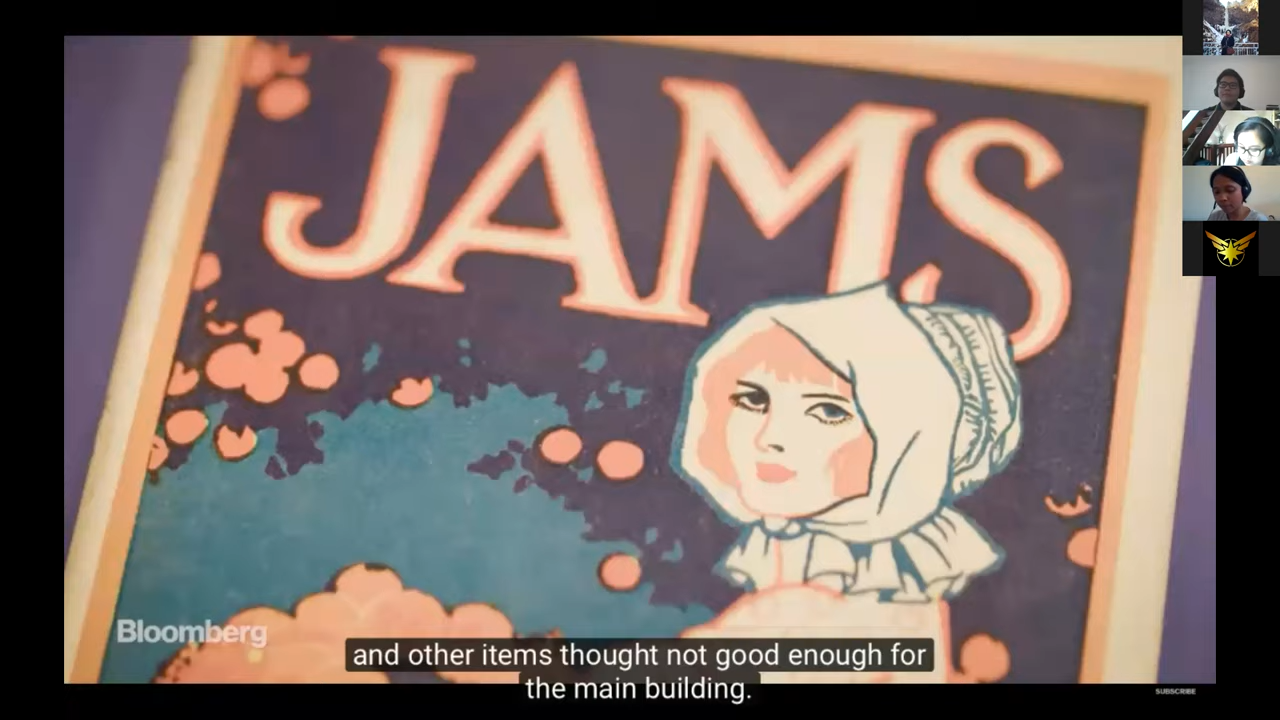 JAMS
Bloomberg
and other items thought not good enough for
the main building.
SUBSCRIBE